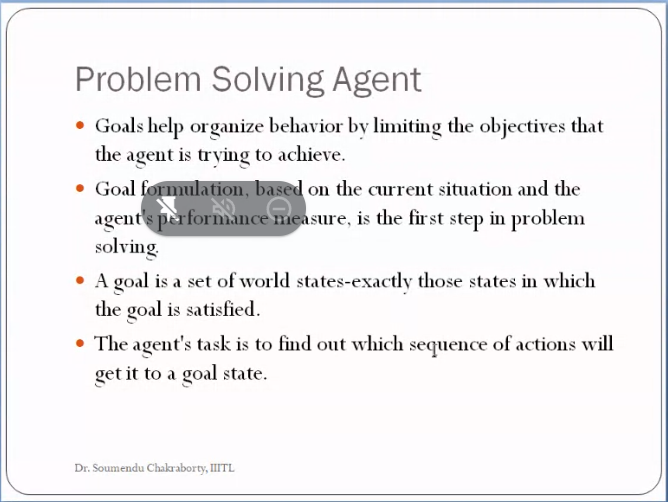 Problem Solving Agent
• Goals help organize behavior by limiting the objectives that
the agent is trying to achieve.
• Goal formulation, based on the current situation and the
agent's performance measure, is the first step in problem
solving.
• A goal is a set of world states-exactly those states in which
the goal is satisfied.
• The agent's task is to find out which sequence of actions will
get it to a goal state.
Dr. Soumendu Chakraborty, IIITL